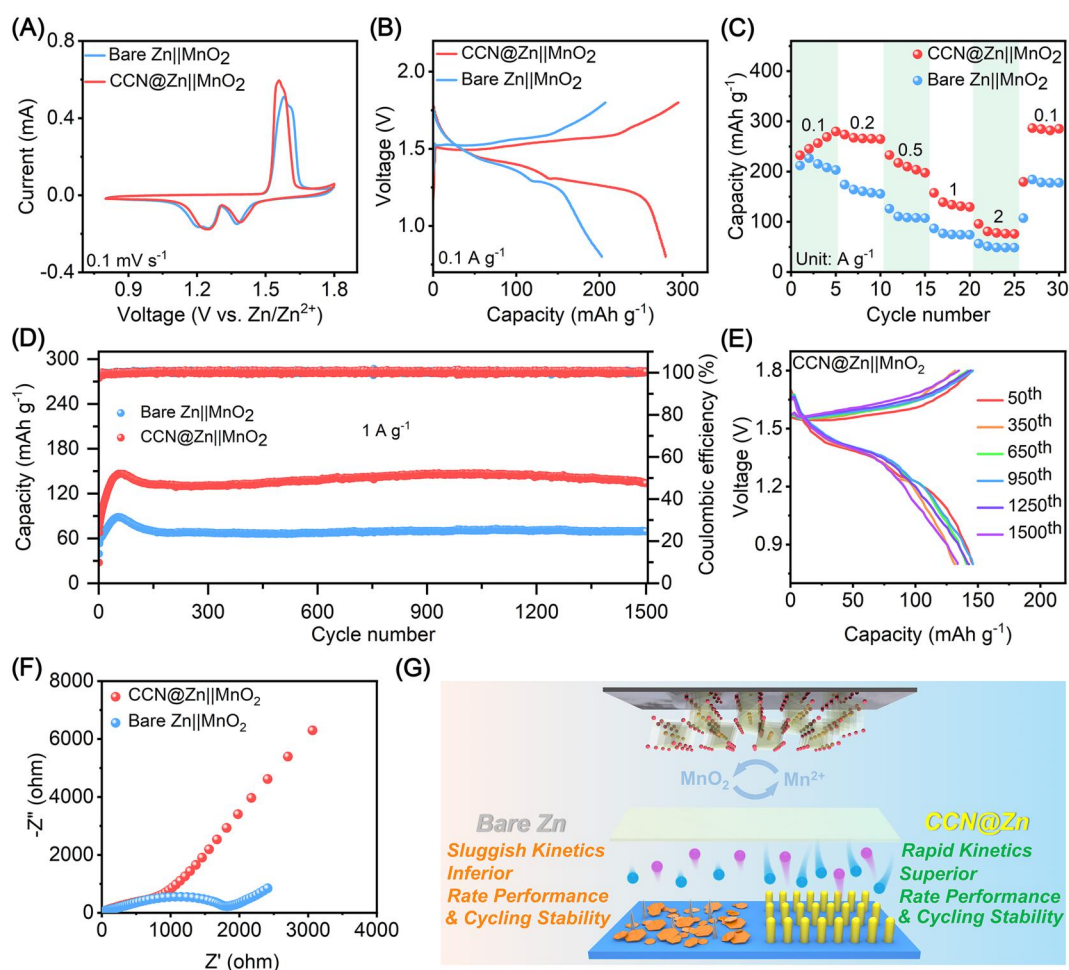 (A)
0.8
0.4
0.0
-0.4
Current (mA)
Bare Zn||MnO₂
CCN@Zn||MnO₂
0.1 mV s⁻¹
0.9
1.2
1.5
1.8
Voltage (V vs. Zn/Zn²⁺)
(B)
2.0
1.5
1.0
Voltage (V)
CCN@Zn||MnO₂
Bare Zn||MnO₂
0.1 A g⁻¹
0
100
200
300
Capacity (mAh g⁻¹)
(C)
400
300
200
100
0
Capacity (mAh g⁻¹)
CCN@Zn||MnO₂
Bare Zn||MnO₂
0.1
0.2
0.5
1
2
0.1
Unit: A g⁻¹
0
5
10
15
20
25
30
Cycle number
(D)
300
240
180
120
60
0
Capacity (mAh g⁻¹)
Bare Zn||MnO₂
CCN@Zn||MnO₂
1 A g⁻¹
100
80
60
40
20
0
Coulombic efficiency (%)
0
300
600
900
1200
1500
Cycle number
(E)
CCN@Zn||MnO₂
1.8
1.5
1.2
0.9
Voltage (V)
50th
350th
650th
950th
1250th
1500th
0
50
100
150
200
Capacity (mAh g⁻¹)
(F)
8000
6000
4000
2000
0
-Z" (ohm)
CCN@Zn||MnO₂
Bare Zn||MnO₂
0
1000
2000
3000
4000
Z' (ohm)
(G)
MnO₂
Mn²⁺
Bare Zn
Sluggish Kinetics
Inferior
Rate Performance
& Cycling Stability
CCN@Zn
Rapid Kinetics
Superior
Rate Performance
& Cycling Stability